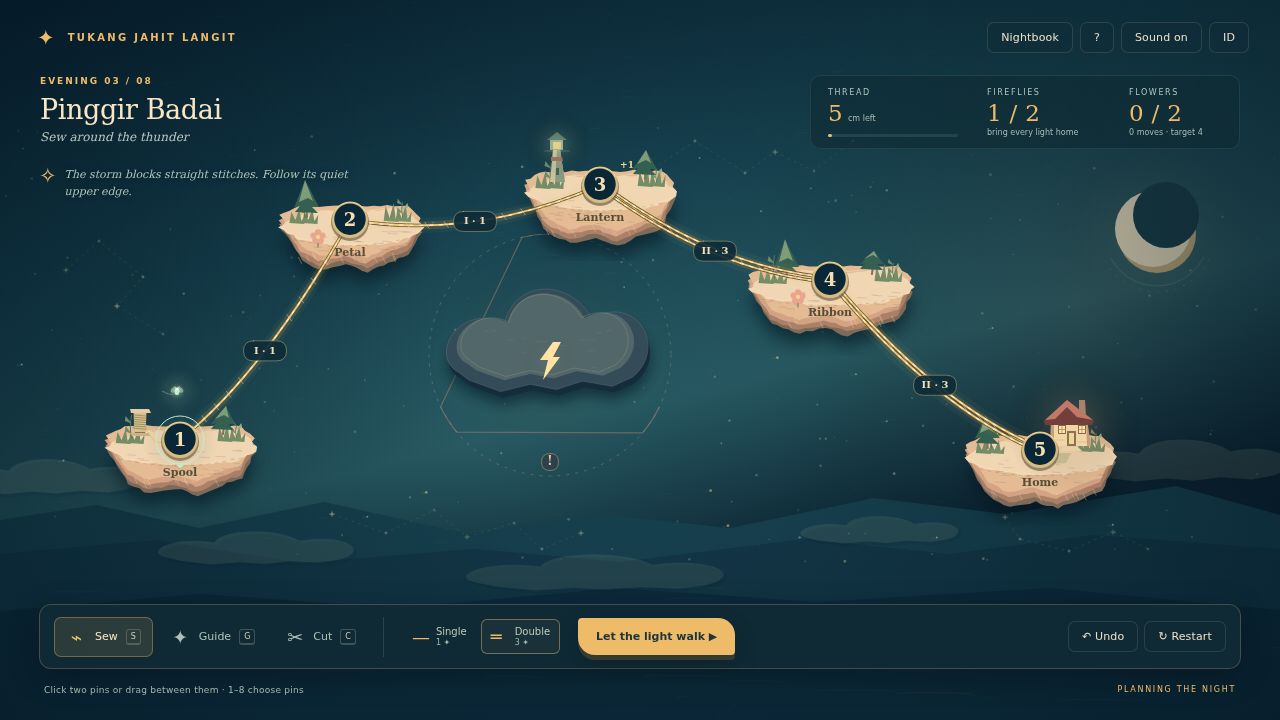 TUKANG JAHIT LANGIT
Nightbook
?
Sound on
ID
EVENING 03 / 08
Pinggir Badai
Sew around the thunder
The storm blocks straight stitches. Follow its quiet
upper edge.
THREAD
5 cm left
FIREFLIES
1 / 2
bring every light home
FLOWERS
0 / 2
0 moves · target 4
+1
3
Lantern
2
Petal
I · 1
II · 3
4
Ribbon
I · 1
II · 3
1
Spool
!
5
Home
Sew S
Guide G
Cut C
Single
1 ✦
Double
3 ✦
Let the light walk ▶
↶ Undo
↻ Restart
Click two pins or drag between them · 1–8 choose pins
PLANNING THE NIGHT